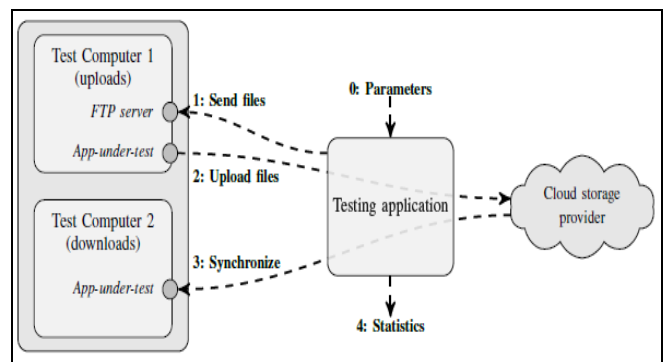 Test Computer 1
(uploads)
FTP server
App-under-test
Test Computer 2
(downloads)
App-under-test
0: Parameters
1: Send files
2: Upload files
3: Synchronize
Testing application
4: Statistics
Cloud storage
provider